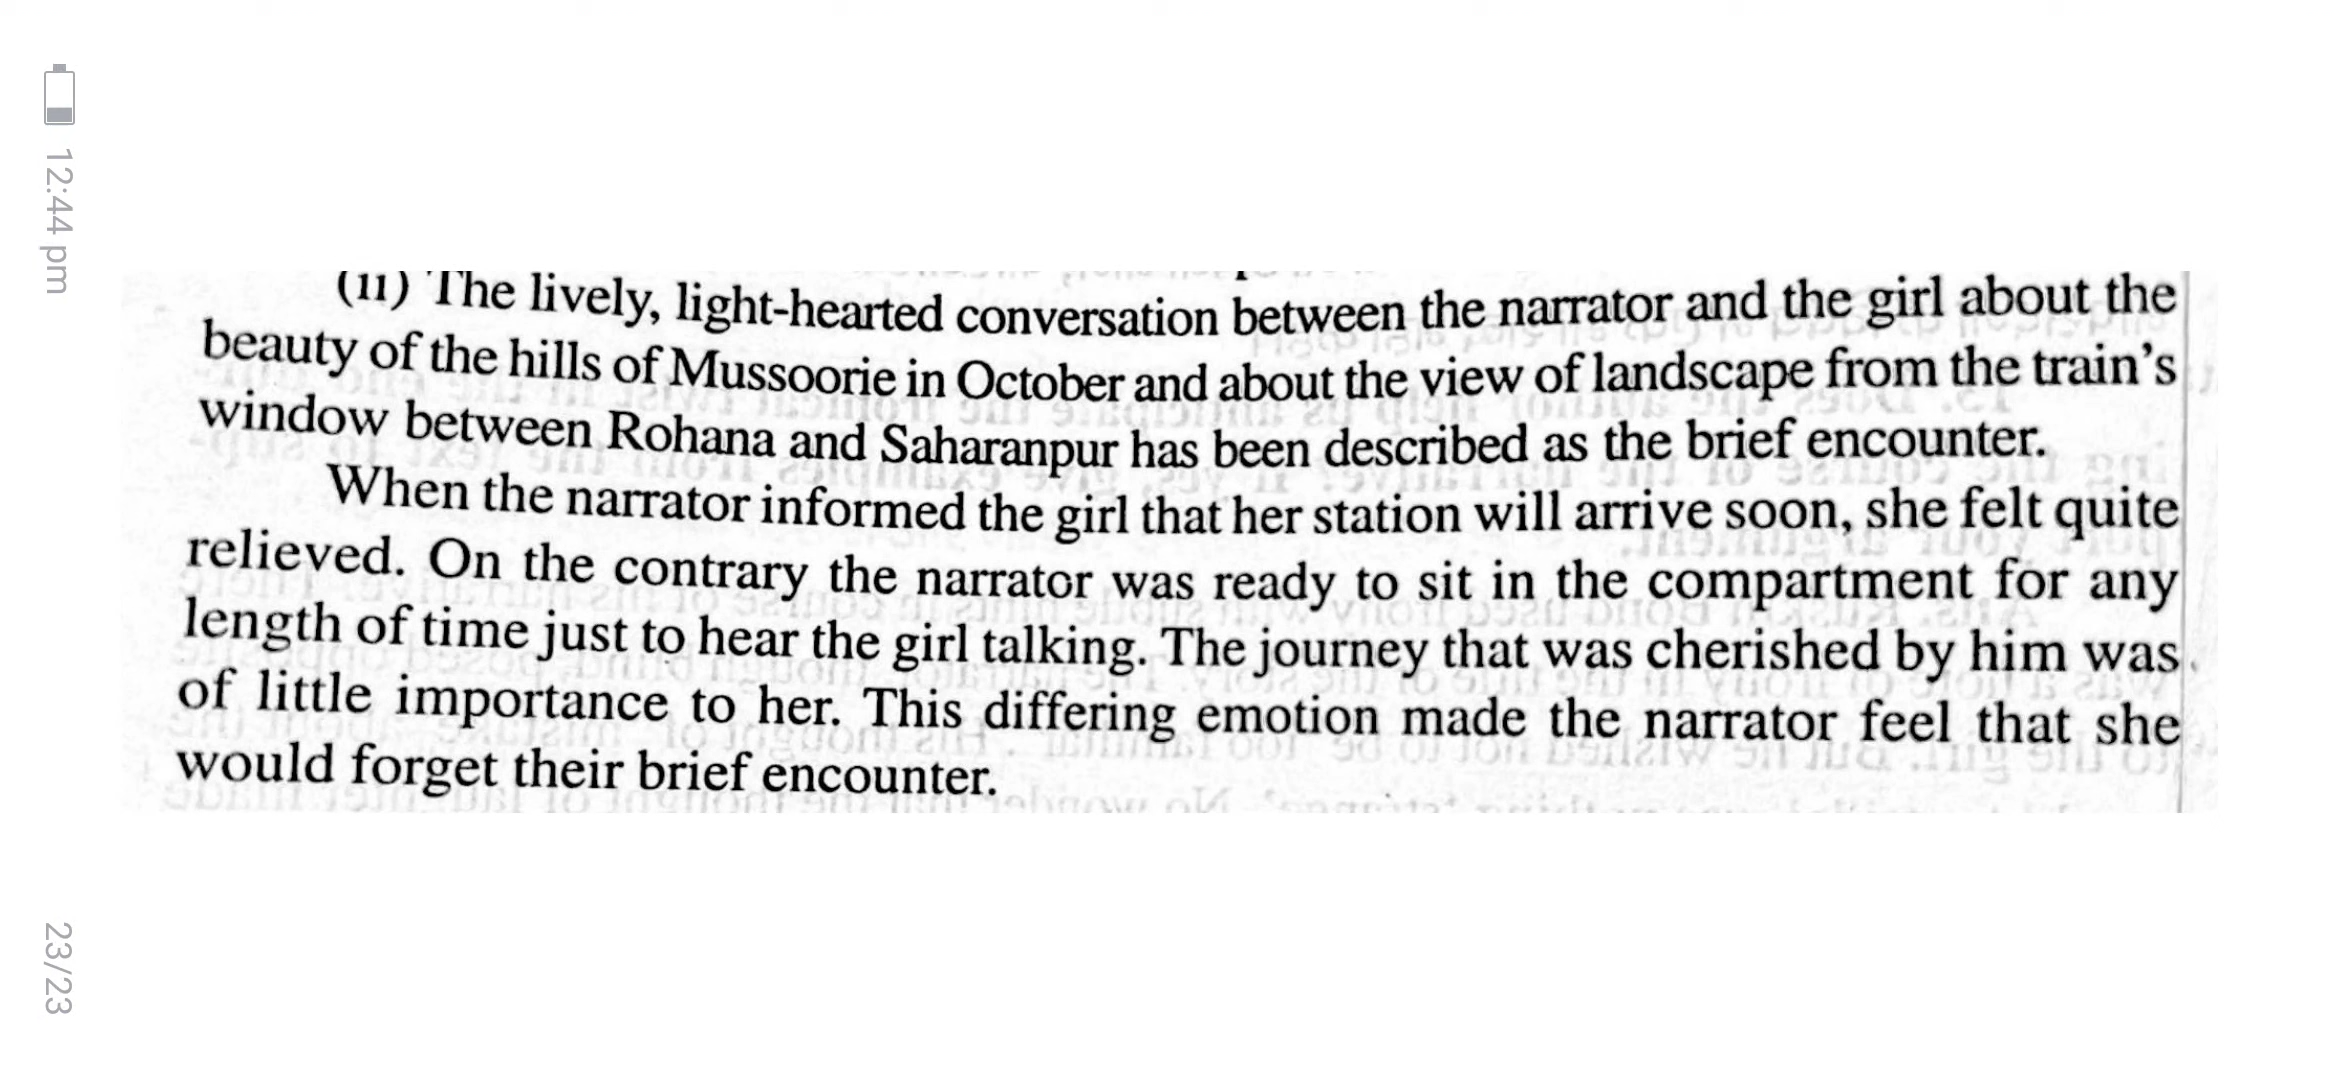 12:44 pm
(ii) The lively, light-hearted conversation between the narrator and the girl about the
beauty of the hills of Mussoorie in October and about the view of landscape from the train's
window between Rohana and Saharanpur has been described as the brief encounter.
When the narrator informed the girl that her station will arrive soon, she felt quite
relieved. On the contrary the narrator was ready to sit in the compartment for any
length of time just to hear the girl talking. The journey that was cherished by him was
of little importance to her. This differing emotion made the narrator feel that she
would forget their brief encounter.
23/23